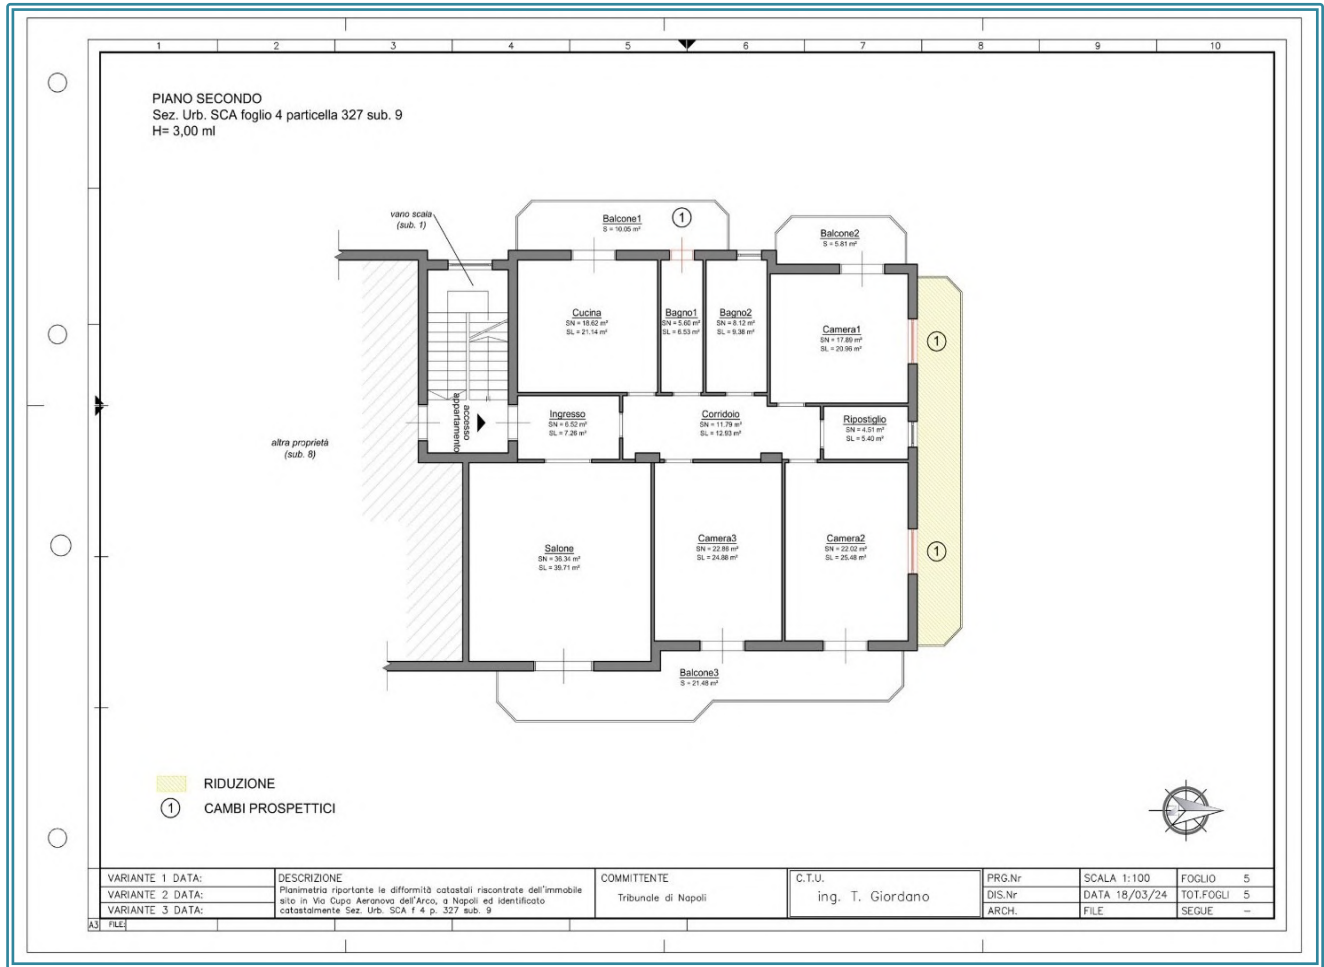 1 2 3 4 5 6 7 8 9 10
PIANO SECONDO
Sez. Urb. SCA foglio 4 particella 327 sub. 9
H= 3,00 ml
vano scala
(sub. 1)
Balcone1
S = 10.05 m²
1
Balcone2
S = 5.81 m²
Cucina
SN = 18.62 m²
SL = 21.14 m²
Bagno1
SN = 5.60 m²
SL = 6.53 m²
Bagno2
SN = 8.12 m²
SL = 9.38 m²
Camera1
SN = 17.89 m²
SL = 20.96 m²
1
accesso
appartamento
Ingresso
SN = 6.52 m²
SL = 7.26 m²
Corridoio
SN = 11.79 m²
SL = 12.93 m²
Ripostiglio
SN = 4.51 m²
SL = 5.40 m²
altra proprietà
(sub. 8)
Salone
SN = 36.34 m²
SL = 39.71 m²
Camera3
SN = 22.86 m²
SL = 24.88 m²
Camera2
SN = 22.02 m²
SL = 25.48 m²
1
Balcone3
S = 21.48 m²
RIDUZIONE
1 CAMBI PROSPETTICI
VARIANTE 1 DATA:
VARIANTE 2 DATA:
VARIANTE 3 DATA:
DESCRIZIONE
Planimetria riportante le difformità catastali riscontrate dell'immobile
sito in Via Cupa Aeranova dell'Arco, a Napoli ed identificato
catastalmente Sez. Urb. SCA f 4 p. 327 sub. 9
COMMITTENTE
Tribunale di Napoli
C.T.U.
ing. T. Giordano
PRG.Nr
DIS.Nr
ARCH.
SCALA 1:100
DATA 18/03/24
FILE
FOGLIO 5
TOT.FOGLI 5
SEGUE –
A3 FILE: